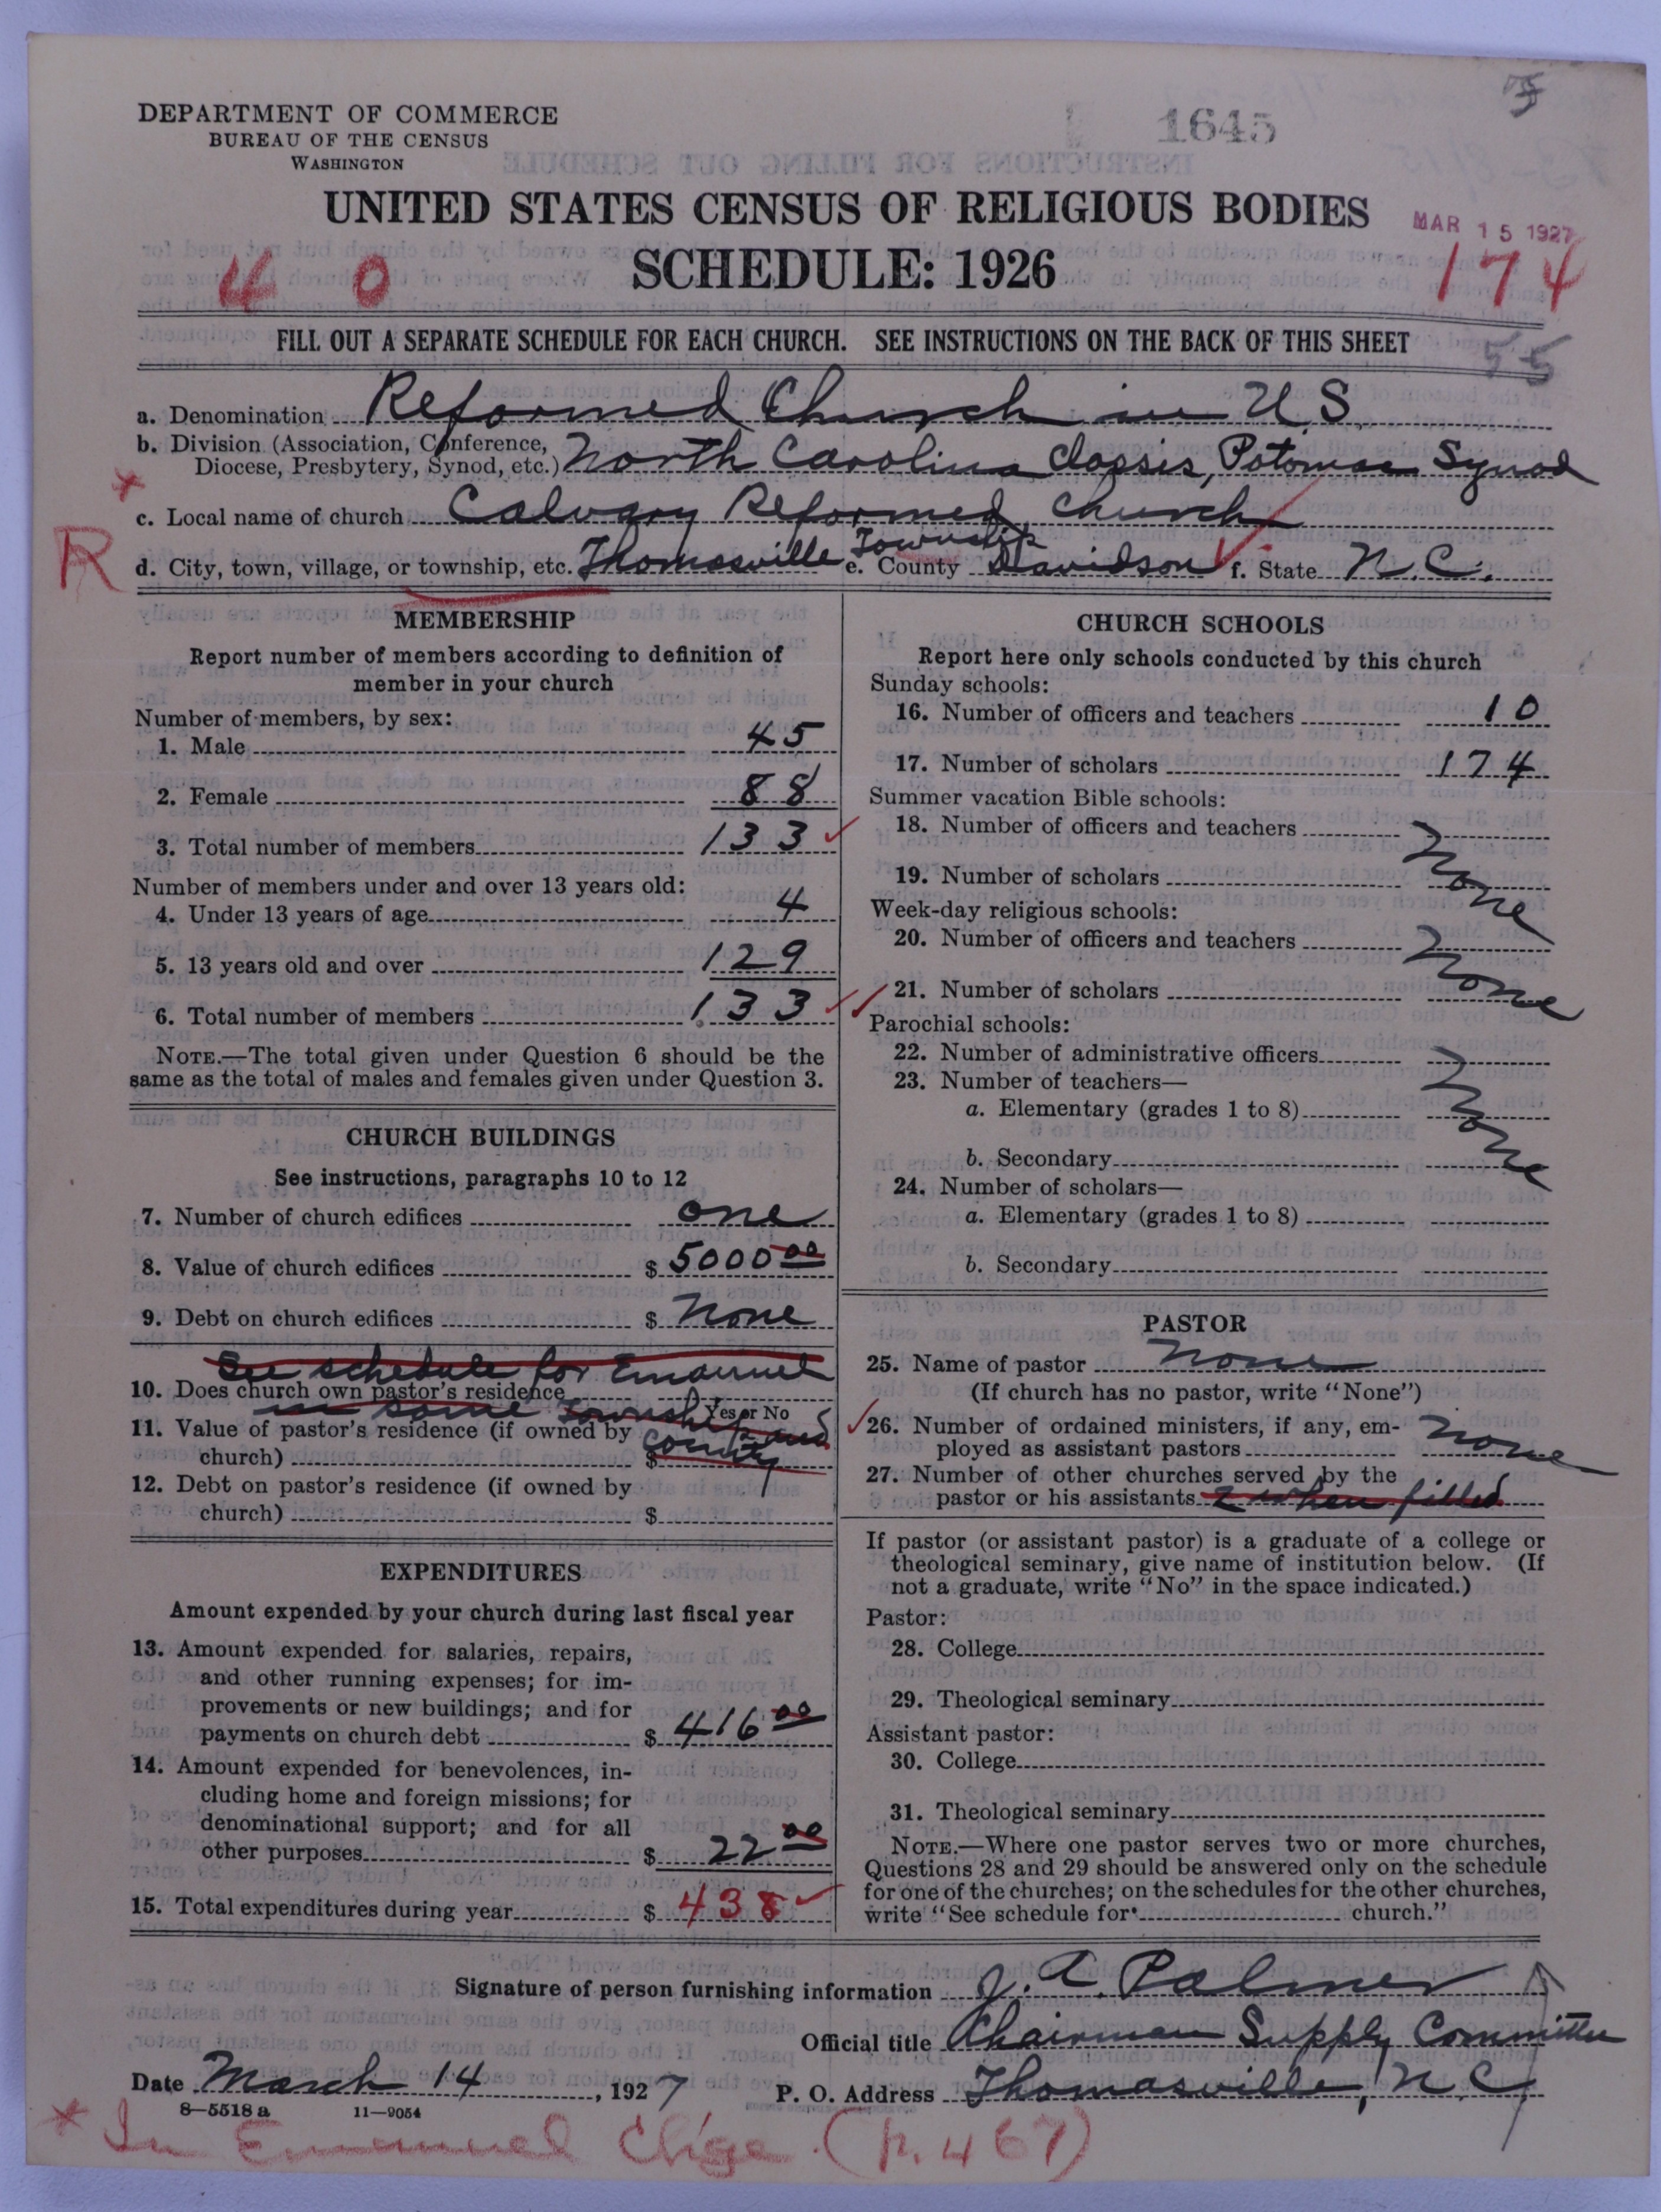 DEPARTMENT OF COMMERCE
BUREAU OF THE CENSUS
WASHINGTON
1645
UNITED STATES CENSUS OF RELIGIOUS BODIES
SCHEDULE: 1926
MAR 15 1927
4 0
174
FILL OUT A SEPARATE SCHEDULE FOR EACH CHURCH. SEE INSTRUCTIONS ON THE BACK OF THIS SHEET
55
a. Denomination Reformed Church in U.S.
b. Division (Association, Conference, Diocese, Presbytery, Synod, etc.) North Carolina Classis, Potomac Synod
* c. Local name of church Calvary Reformed Church
R d. City, town, village, or township, etc. Thomasville Township e. County Davidson f. State N.C.
MEMBERSHIP
Report number of members according to definition of
member in your church
Number of members, by sex:
1. Male 45
2. Female 88
3. Total number of members 133
Number of members under and over 13 years old:
4. Under 13 years of age 4
5. 13 years old and over 129
6. Total number of members 133
NOTE.—The total given under Question 6 should be the
same as the total of males and females given under Question 3.
CHURCH BUILDINGS
See instructions, paragraphs 10 to 12
7. Number of church edifices one
8. Value of church edifices $ 5000 00
9. Debt on church edifices $ None
See schedule for Emanuel
10. Does church own pastor's residence
in same Township and County
Yes or No
11. Value of pastor's residence (if owned by
church) $
12. Debt on pastor's residence (if owned by
church) $
EXPENDITURES
Amount expended by your church during last fiscal year
13. Amount expended for salaries, repairs,
and other running expenses; for im-
provements or new buildings; and for
payments on church debt $ 416 00
14. Amount expended for benevolences, in-
cluding home and foreign missions; for
denominational support; and for all
other purposes $ 22 00
15. Total expenditures during year $ 438
CHURCH SCHOOLS
Report here only schools conducted by this church
Sunday schools:
16. Number of officers and teachers 10
17. Number of scholars 174
Summer vacation Bible schools:
18. Number of officers and teachers
19. Number of scholars
None
Week-day religious schools:
20. Number of officers and teachers
21. Number of scholars
None
Parochial schools:
22. Number of administrative officers
23. Number of teachers—
a. Elementary (grades 1 to 8)
b. Secondary
None
24. Number of scholars—
a. Elementary (grades 1 to 8)
b. Secondary
PASTOR
25. Name of pastor None
(If church has no pastor, write "None")
26. Number of ordained ministers, if any, em-
ployed as assistant pastors None
27. Number of other churches served by the
pastor or his assistants 2 when filled
If pastor (or assistant pastor) is a graduate of a college or
theological seminary, give name of institution below. (If
not a graduate, write "No" in the space indicated.)
Pastor:
28. College
29. Theological seminary
Assistant pastor:
30. College
31. Theological seminary
NOTE.—Where one pastor serves two or more churches,
Questions 28 and 29 should be answered only on the schedule
for one of the churches; on the schedules for the other churches,
write "See schedule for church."
Signature of person furnishing information J. A. Palmer
Official title Chairman Supply Committee
Date March 14, 1927 P. O. Address Thomasville, N.C.
8-5518a 11-9054
* In Emanuel Chge. (p. 467)